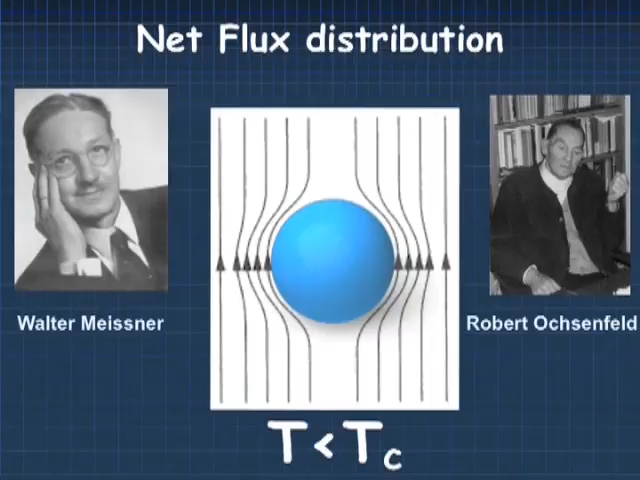 Net Flux distribution
Walter Meissner
Robert Ochsenfeld
T<Tc